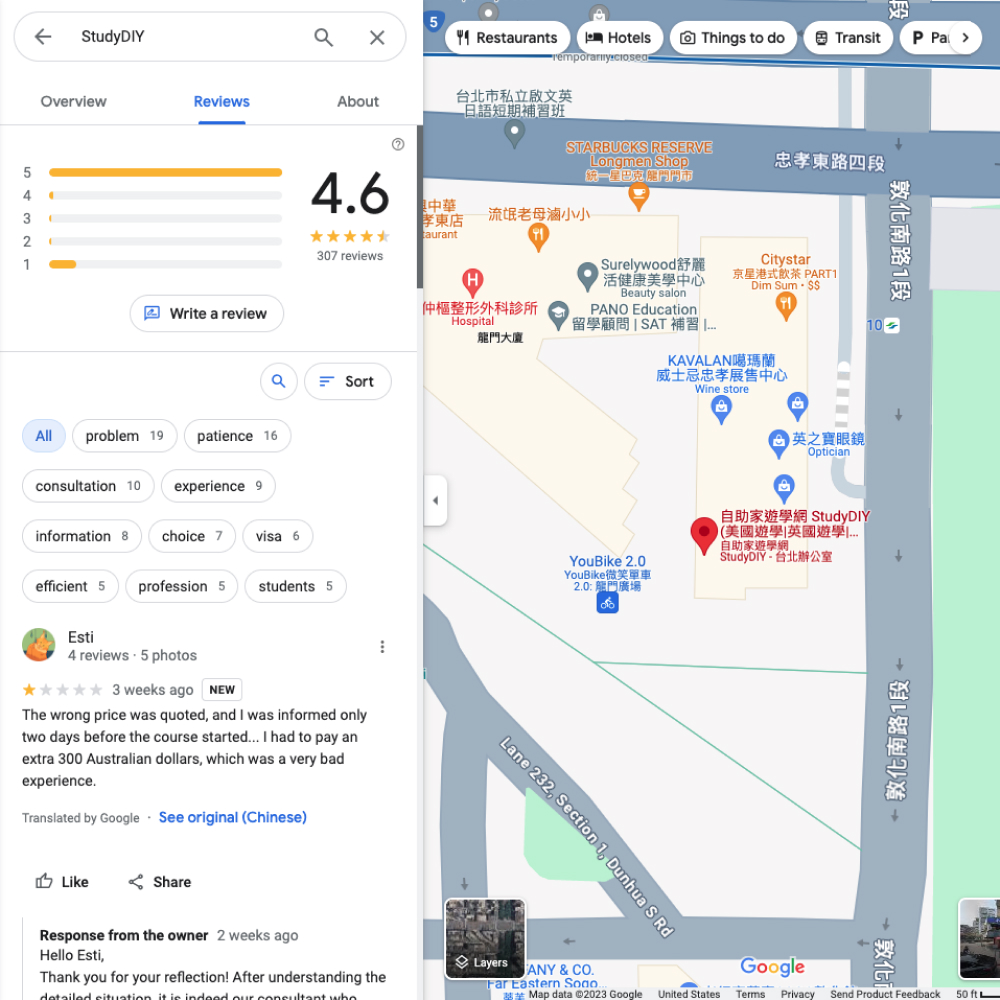 StudyDIY
Overview
Reviews
About
5
4
3
2
1
4.6
307 reviews
Write a review
Sort
All
problem 19
patience 16
consultation 10
experience 9
information 8
choice 7
visa 6
efficient 5
profession 5
students 5
Esti
4 reviews · 5 photos
3 weeks ago NEW
The wrong price was quoted, and I was informed only
two days before the course started... I had to pay an
extra 300 Australian dollars, which was a very bad
experience.
Translated by Google · See original (Chinese)
Like
Share
Response from the owner 2 weeks ago
Hello Esti,
Thank you for your reflection! After understanding the
detailed situation, it is indeed our consultant who
5
Restaurants
Hotels
Things to do
Transit
Temporarily closed
台北市私立啟文英
日語短期補習班
STARBUCKS RESERVE
Longmen Shop
統一星巴克 龍門門市
忠孝東路四段
敦化南路1段
與中華
孝東店
taurant
流氓老母滷小小
Surelywood舒麗
活健康美學中心
Beauty salon
Citystar
京星港式飲茶 PART1
Dim Sum • $$
仲樞整形外科診所
Hospital
PANO Education
留學顧問 | SAT 補習 |...
龍門大廈
10
KAVALAN噶瑪蘭
威士忌忠孝展售中心
Wine store
英之寶眼鏡
Optician
自助家遊學網 StudyDIY
(美國遊學|英國遊學|...
自助家遊學網
StudyDIY - 台北辦公室
YouBike 2.0
YouBike微笑單車
2.0: 龍門廣場
敦化南路1段
Lane 232, Section 1, Dunhua S Rd
敦化
Layers
ANY & CO.
Far Eastern Sogo...
Google
Map data ©2023 Google
United States
Terms
Privacy
Send Product Feedback
50 ft